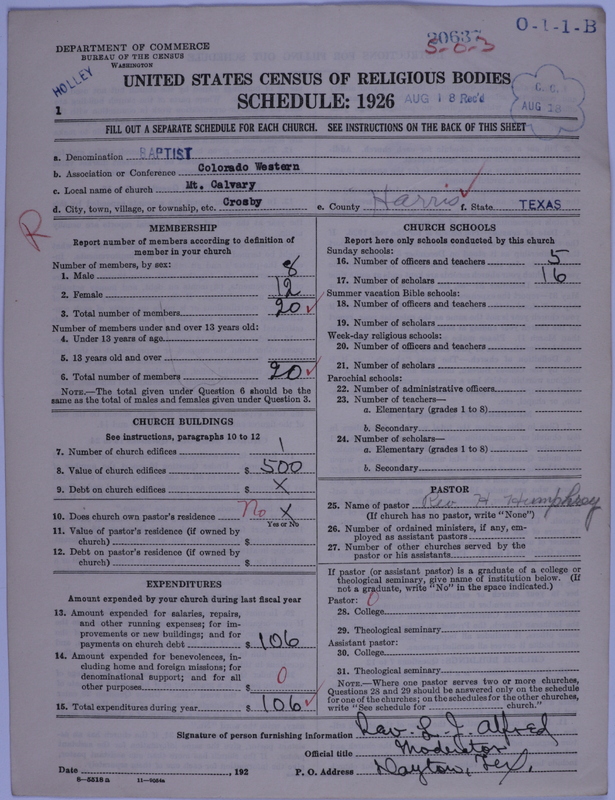 O-1-1-B
20637
5-0-3
DEPARTMENT OF COMMERCE
BUREAU OF THE CENSUS
WASHINGTON
HOLLEY
UNITED STATES CENSUS OF RELIGIOUS BODIES
1
SCHEDULE: 1926
AUG 18 Rec'd
C. C.
AUG 28
FILL OUT A SEPARATE SCHEDULE FOR EACH CHURCH. SEE INSTRUCTIONS ON THE BACK OF THIS SHEET
a. Denomination BAPTIST
b. Association or Conference Colorado Western
c. Local name of church Mt. Calvary
d. City, town, village, or township, etc. Crosby e. County Harris f. State TEXAS
R
MEMBERSHIP
Report number of members according to definition of member in your church
Number of members, by sex:
1. Male 8
2. Female 12
3. Total number of members 20
Number of members under and over 13 years old:
4. Under 13 years of age
5. 13 years old and over
6. Total number of members 20
NOTE.—The total given under Question 6 should be the same as the total of males and females given under Question 3.
CHURCH BUILDINGS
See instructions, paragraphs 10 to 12
7. Number of church edifices 1
8. Value of church edifices $ 500
9. Debt on church edifices $ X
10. Does church own pastor's residence No X
Yes or No
11. Value of pastor's residence (if owned by church) $
12. Debt on pastor's residence (if owned by church) $
EXPENDITURES
Amount expended by your church during last fiscal year
13. Amount expended for salaries, repairs, and other running expenses; for improvements or new buildings; and for payments on church debt $ 106
14. Amount expended for benevolences, including home and foreign missions; for denominational support; and for all other purposes $ 0
15. Total expenditures during year $ 106
CHURCH SCHOOLS
Report here only schools conducted by this church
Sunday schools:
16. Number of officers and teachers 5
17. Number of scholars 16
Summer vacation Bible schools:
18. Number of officers and teachers
19. Number of scholars
Week-day religious schools:
20. Number of officers and teachers
21. Number of scholars
Parochial schools:
22. Number of administrative officers
23. Number of teachers—
a. Elementary (grades 1 to 8)
b. Secondary
24. Number of scholars—
a. Elementary (grades 1 to 8)
b. Secondary
PASTOR
25. Name of pastor Rev H Humphrey
(If church has no pastor, write "None")
26. Number of ordained ministers, if any, employed as assistant pastors
27. Number of other churches served by the pastor or his assistants
If pastor (or assistant pastor) is a graduate of a college or theological seminary, give name of institution below. (If not a graduate, write "No" in the space indicated.)
Pastor: 0
28. College
29. Theological seminary
Assistant pastor:
30. College
31. Theological seminary
NOTE.—Where one pastor serves two or more churches, Questions 28 and 29 should be answered only on the schedule for one of the churches; on the schedules for the other churches, write "See schedule for church."
Signature of person furnishing information Rev. L. J. Alfred
Official title Moderator
Date , 192 P. O. Address Dayton, Tex,
8-5518 a 11-9054a